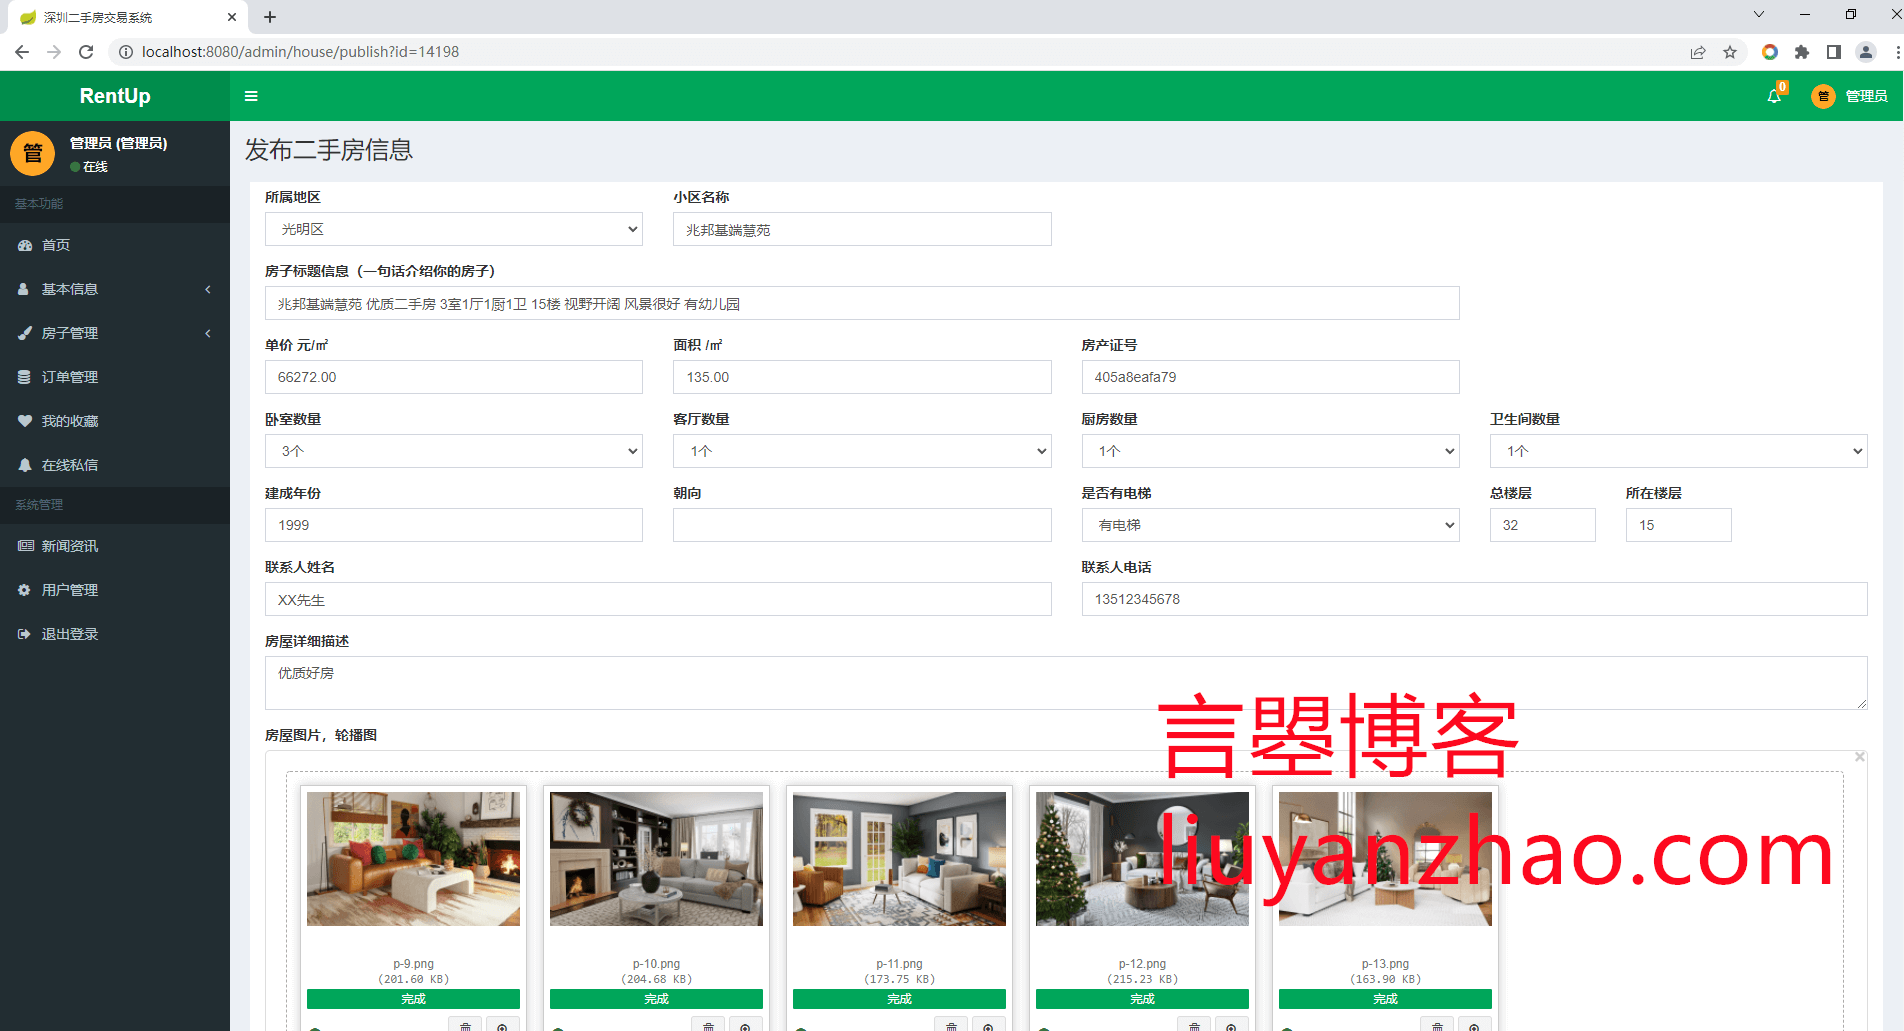 深圳二手房交易系统
localhost:8080/admin/house/publish?id=14198
RentUp
0
管
管理员
管
管理员 (管理员)
在线
基本功能
首页
基本信息
房子管理
订单管理
我的收藏
在线私信
系统管理
新闻资讯
用户管理
退出登录
发布二手房信息
所属地区 小区名称
光明区 兆邦基端慧苑
房子标题信息（一句话介绍你的房子）
兆邦基端慧苑 优质二手房 3室1厅1厨1卫 15楼 视野开阔 风景很好 有幼儿园
单价 元/㎡ 面积 /㎡ 房产证号
66272.00 135.00 405a8eafa79
卧室数量 客厅数量 厨房数量 卫生间数量
3个 1个 1个 1个
建成年份 朝向 是否有电梯 总楼层 所在楼层
1999 有电梯 32 15
联系人姓名 联系人电话
XX先生 13512345678
房屋详细描述
优质好房
房屋图片，轮播图
言曌博客
liuyanzhao.com
p-9.png p-10.png p-11.png p-12.png p-13.png
(201.60 KB) (204.68 KB) (173.75 KB) (215.23 KB) (163.90 KB)
完成 完成 完成 完成 完成